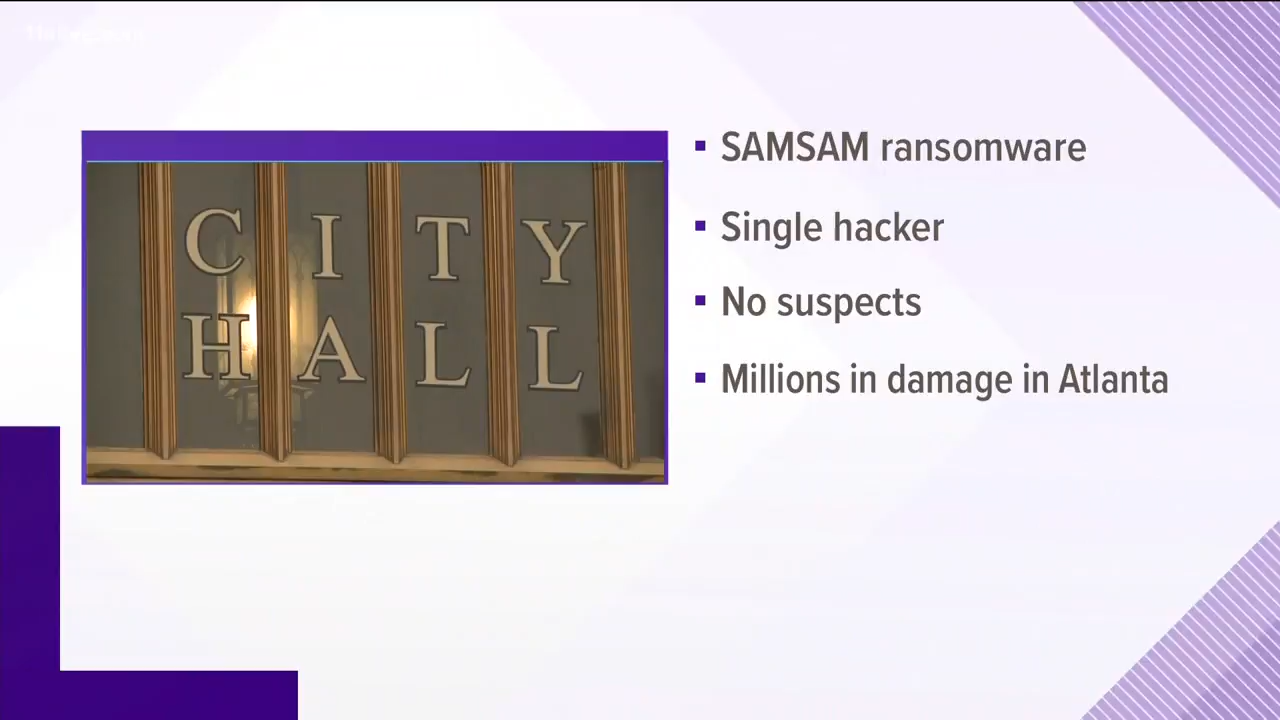 CITY
HALL
SAMSAM ransomware
Single hacker
No suspects
Millions in damage in Atlanta